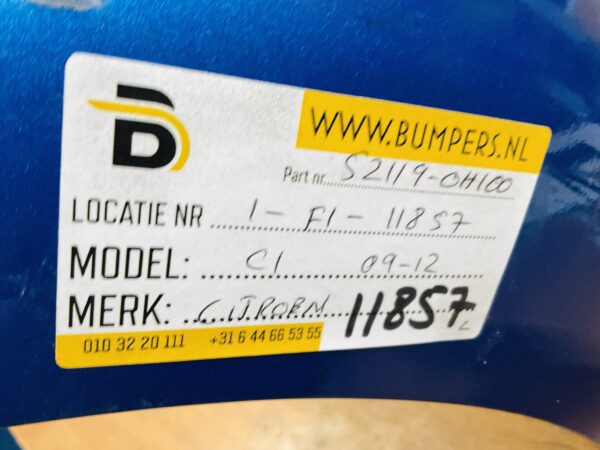 WWW.BUMPERS.NL
Part nr. 52119-0H100
LOCATIE NR 1-F1-11857
MODEL: C1 09-12
MERK: CITROEN 11857
010 32 20 111 +31 6 44 66 53 55